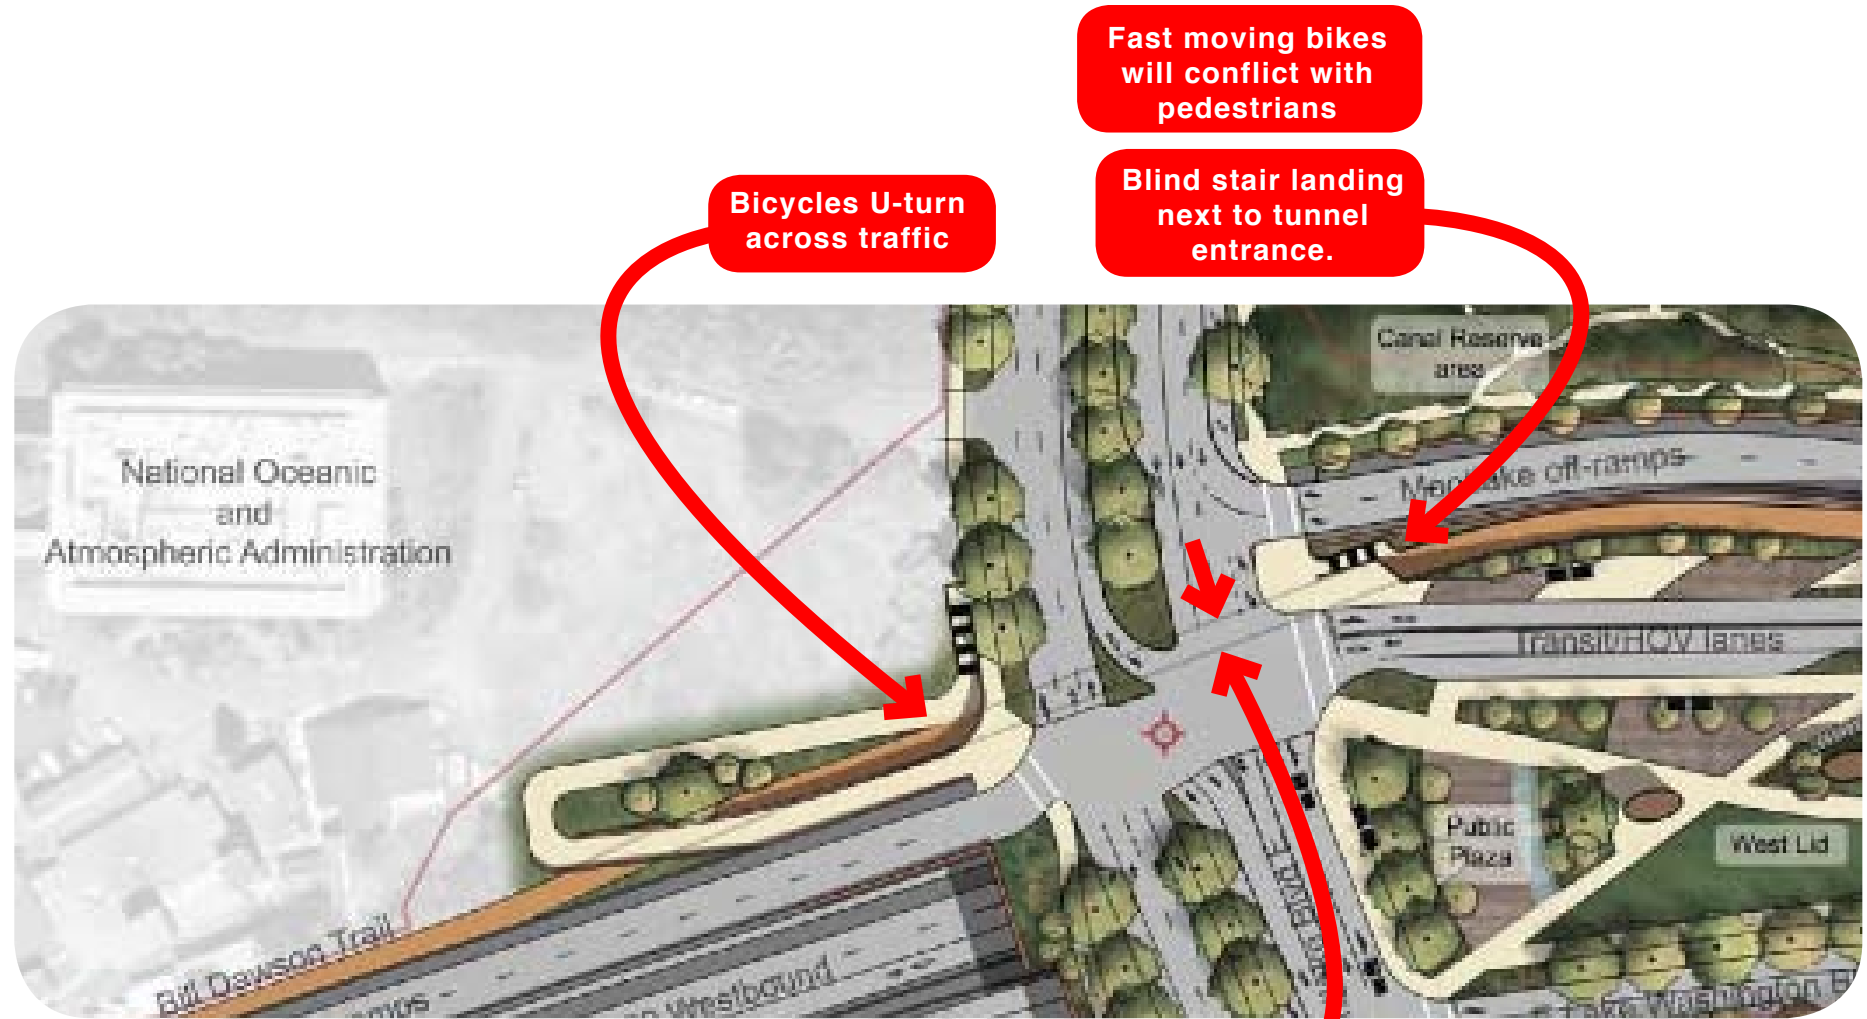 Fast moving bikes
will conflict with
pedestrians
Blind stair landing
next to tunnel
entrance.
Bicycles U-turn
across traffic
Canal Reserve
area
National Oceanic
and
Atmospheric Administration
off-ramps
Transit/HOV lanes
Public
Plaza
West Lid
Bill Dawson Trail
Westbound
Lake Washington B